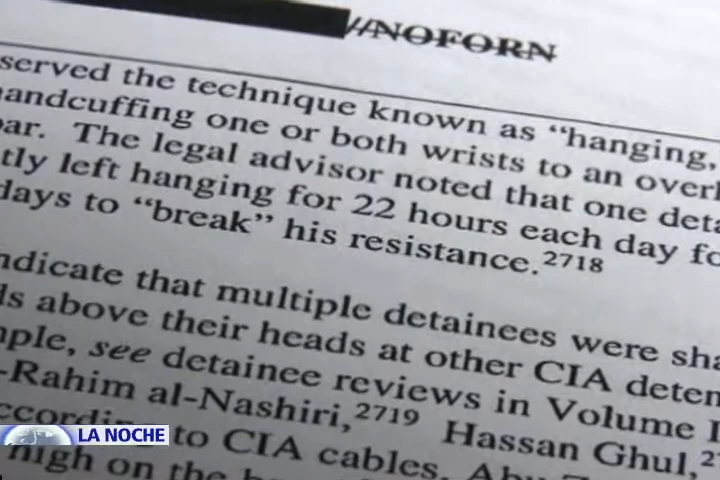 //NOFORN
served the technique known as "hanging,
andcuffing one or both wrists to an over
bar. The legal advisor noted that one deta
tly left hanging for 22 hours each day fo
days to "break" his resistance.2718
ndicate that multiple detainees were sha
ds above their heads at other CIA deten
mple, see detainee reviews in Volume I
-Rahim al-Nashiri,2719 Hassan Ghul,2
to CIA cables, Abu
high on the
LA NOCHE